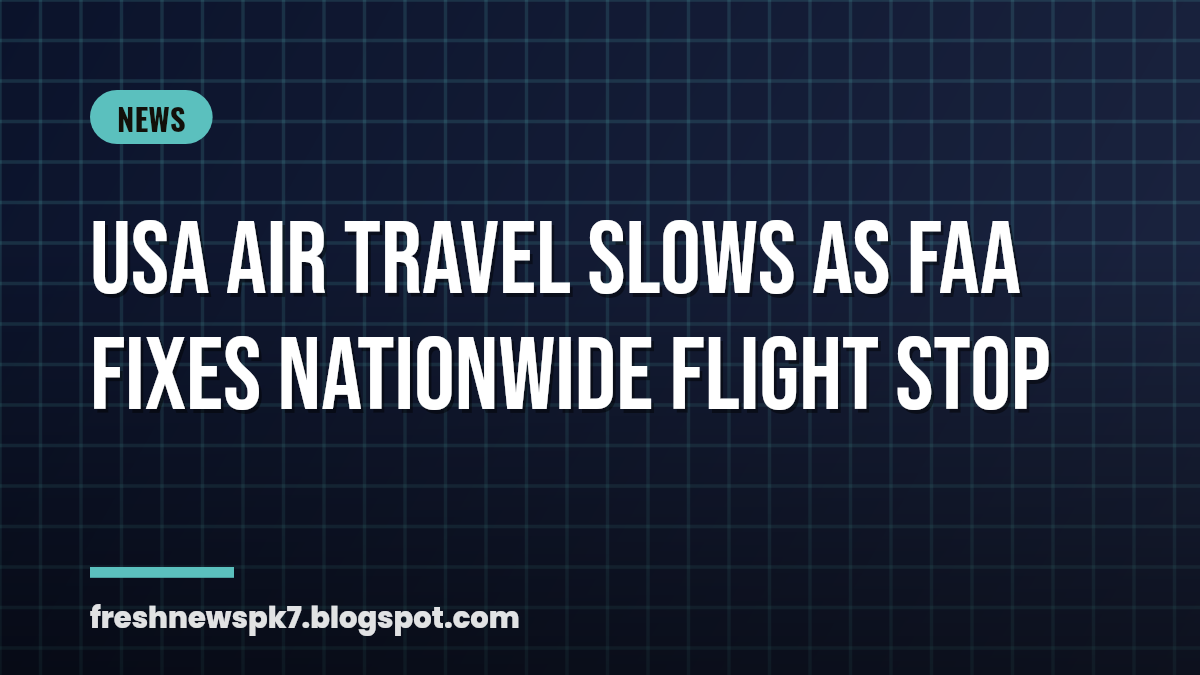 NEWS
USA AIR TRAVEL SLOWS AS FAA
FIXES NATIONWIDE FLIGHT STOP
freshnewspk7.blogspot.com